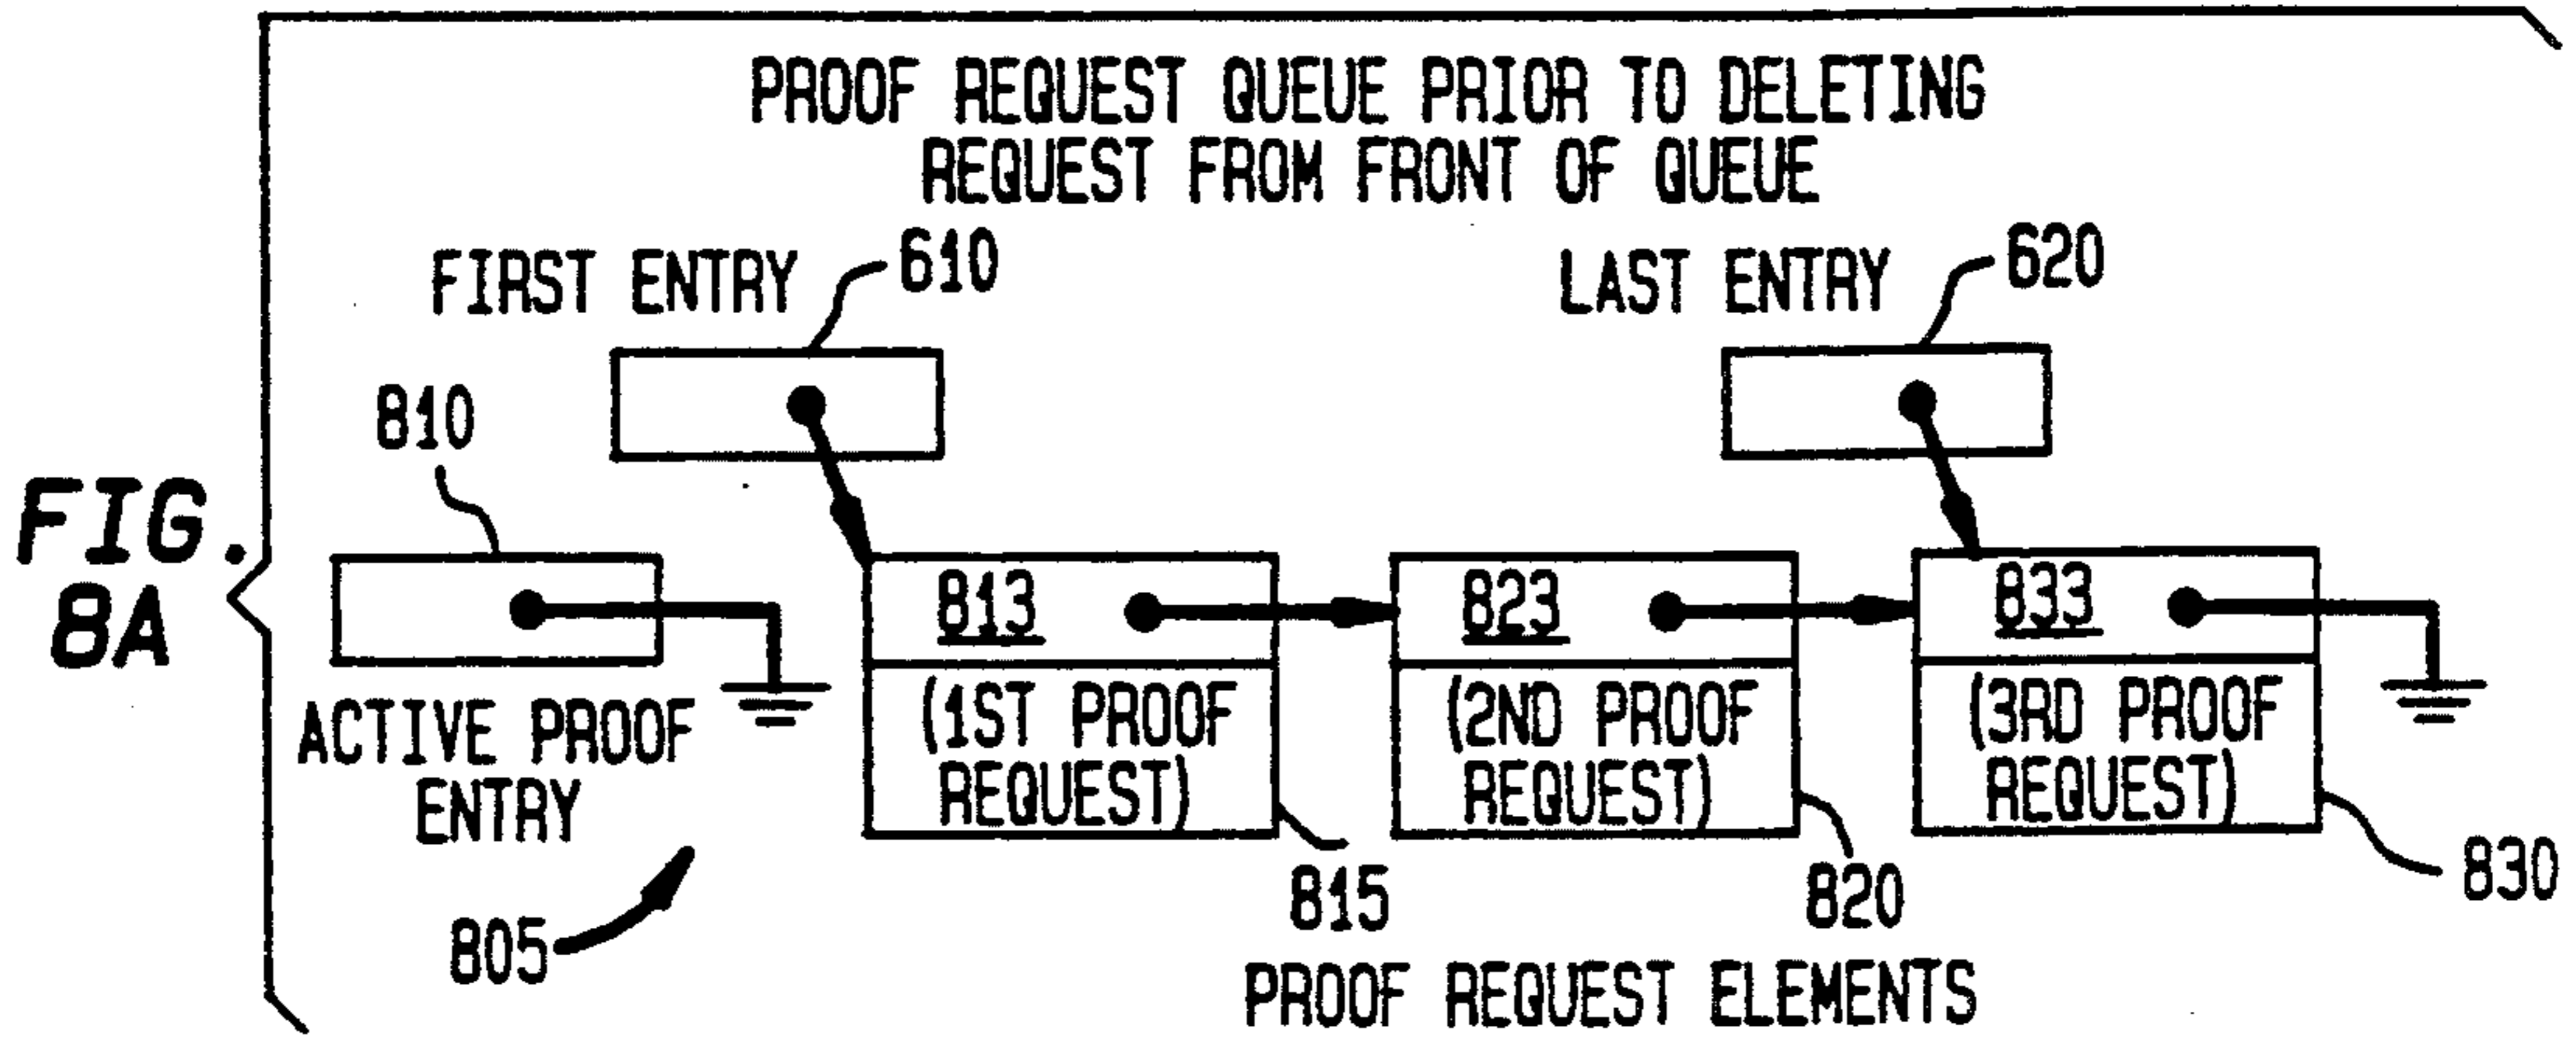 PROOF REQUEST QUEUE PRIOR TO DELETING
REQUEST FROM FRONT OF QUEUE
FIRST ENTRY
610
LAST ENTRY
620
810
FIG.
8A
813
823
833
ACTIVE PROOF
ENTRY
(1ST PROOF
REQUEST)
(2ND PROOF
REQUEST)
(3RD PROOF
REQUEST)
805
815
820
830
PROOF REQUEST ELEMENTS